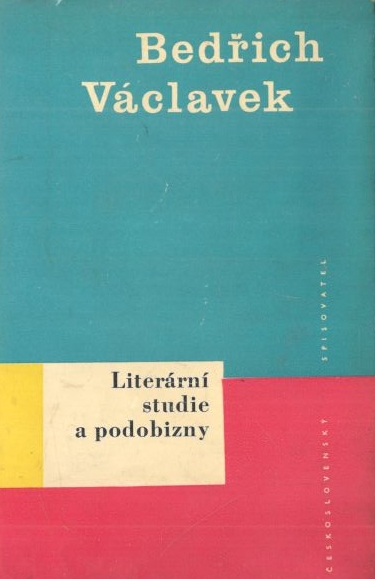 Bedřich
Václavek
Literární
studie
a podobizny
ČESKOSLOVENSKÝ SPISOVATEL